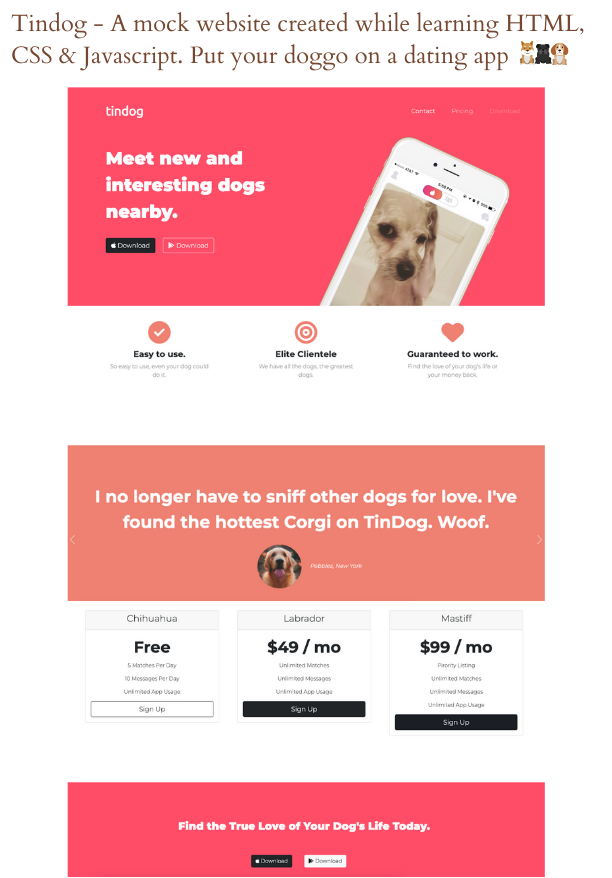 Tindog - A mock website created while learning HTML,
CSS & Javascript. Put your doggo on a dating app
tindog
Contact Pricing Download
Meet new and
interesting dogs
nearby.
Download Download
AT&T 5:09 PM
Easy to use.
So easy to use, even your dog could
do it.
Elite Clientele
We have all the dogs, the greatest
dogs.
Guaranteed to work.
Find the love of your dog's life or
your money back.
I no longer have to sniff other dogs for love. I've
found the hottest Corgi on TinDog. Woof.
Pebbles, New York
Chihuahua
Free
5 Matches Per Day
10 Messages Per Day
Unlimited App Usage
Sign Up
Labrador
$49 / mo
Unlimited Matches
Unlimited Messages
Unlimited App Usage
Sign Up
Mastiff
$99 / mo
Pirority Listing
Unlimited Matches
Unlimited Messages
Unlimited App Usage
Sign Up
Find the True Love of Your Dog's Life Today.
Download Download